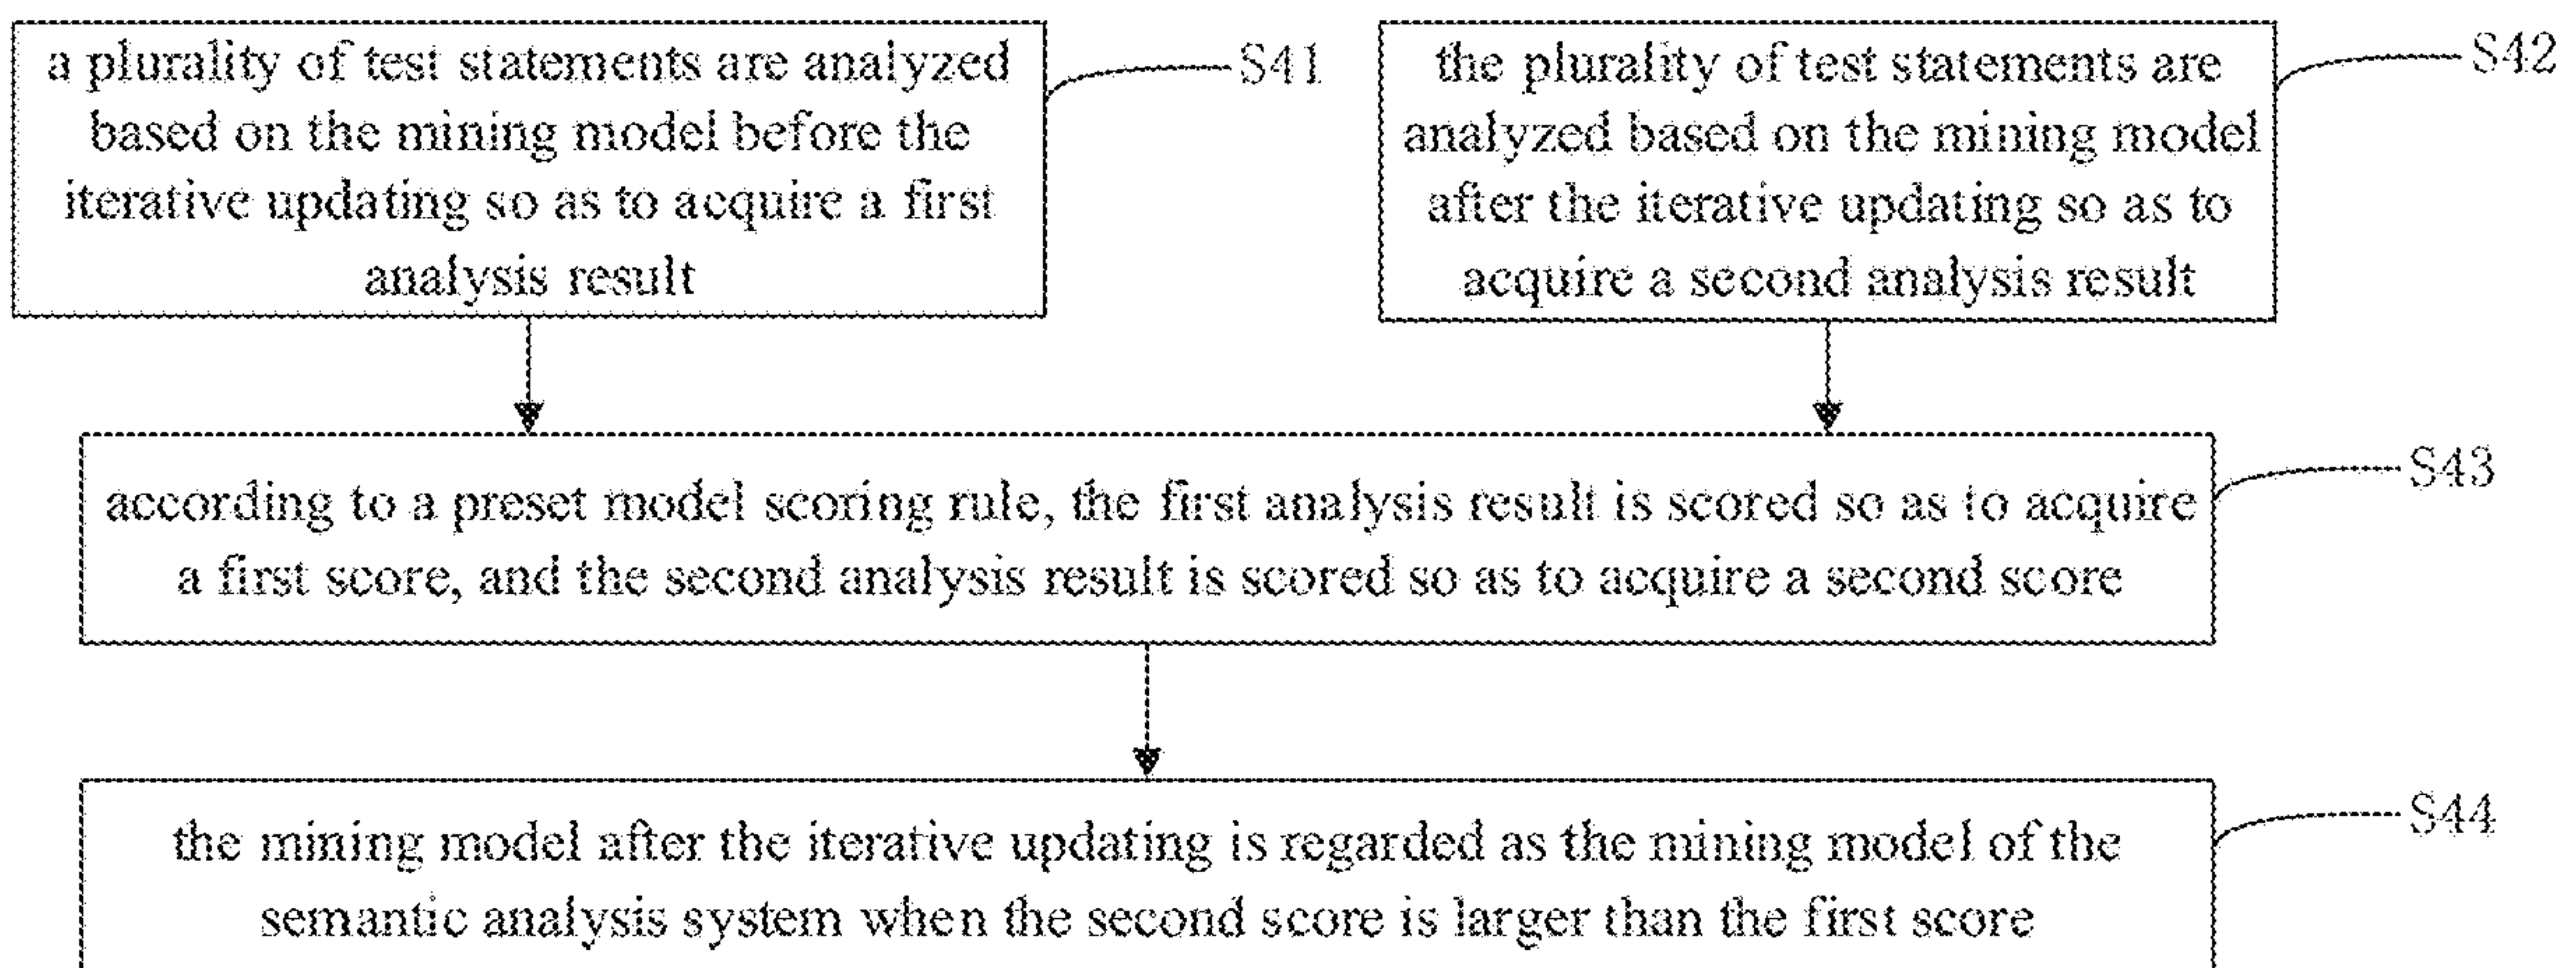 a plurality of test statements are analyzed
based on the mining model before the
iterative updating so as to acquire a first
analysis result
S41
the plurality of test statements are
analyzed based on the mining model
after the iterative updating so as to
acquire a second analysis result
S42
according to a preset model scoring rule, the first analysis result is scored so as to acquire
a first score, and the second analysis result is scored so as to acquire a second score
S43
the mining model after the iterative updating is regarded as the mining model of the
semantic analysis system when the second score is larger than the first score
S44